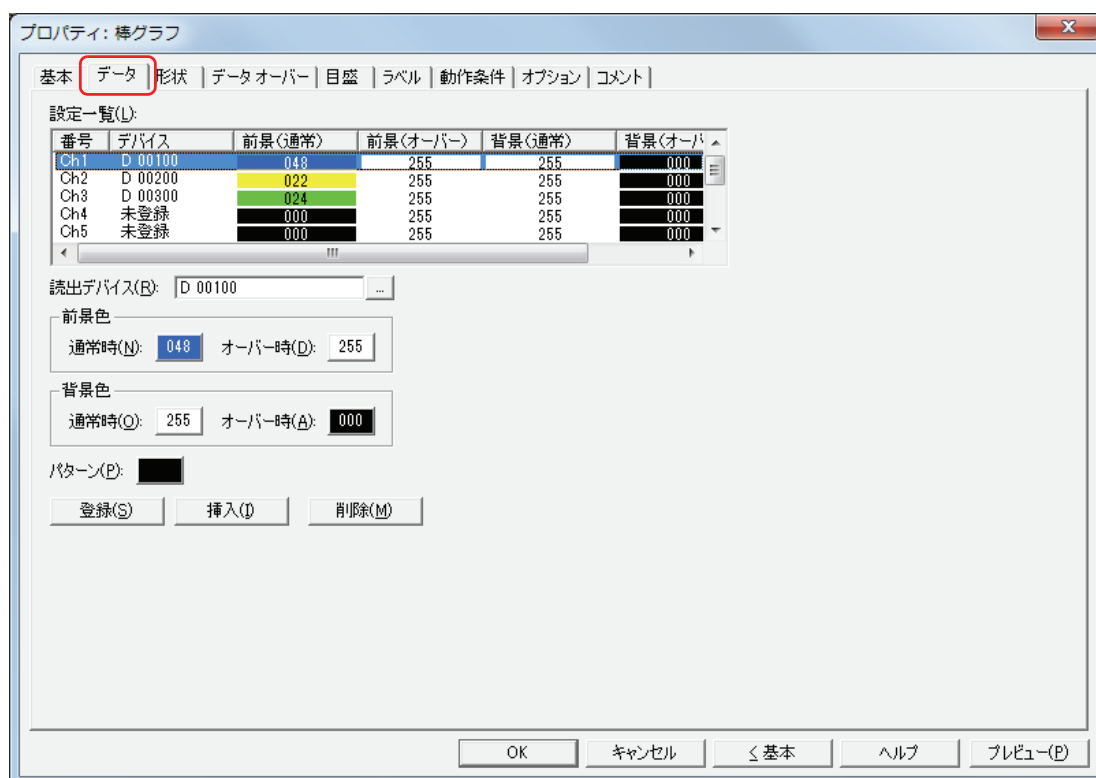 プロパティ: 棒グラフ
基本 データ 形状 データ オーバー 目盛 ラベル 動作条件 オプション コメント
設定一覧(L):
番号 デバイス 前景(通常) 前景(オーバー) 背景(通常) 背景(オーバ
Ch1 D 00100 048 255 255 000
Ch2 D 00200 022 255 255 000
Ch3 D 00300 024 255 255 000
Ch4 未登録 000 255 255 000
Ch5 未登録 000 255 255 000
読出デバイス(R): D 00100 ...
前景色
通常時(N): 048 オーバー時(D): 255
背景色
通常時(O): 255 オーバー時(A): 000
パターン(P):
登録(S) 挿入(I) 削除(M)
OK キャンセル < 基本 ヘルプ プレビュー(P)